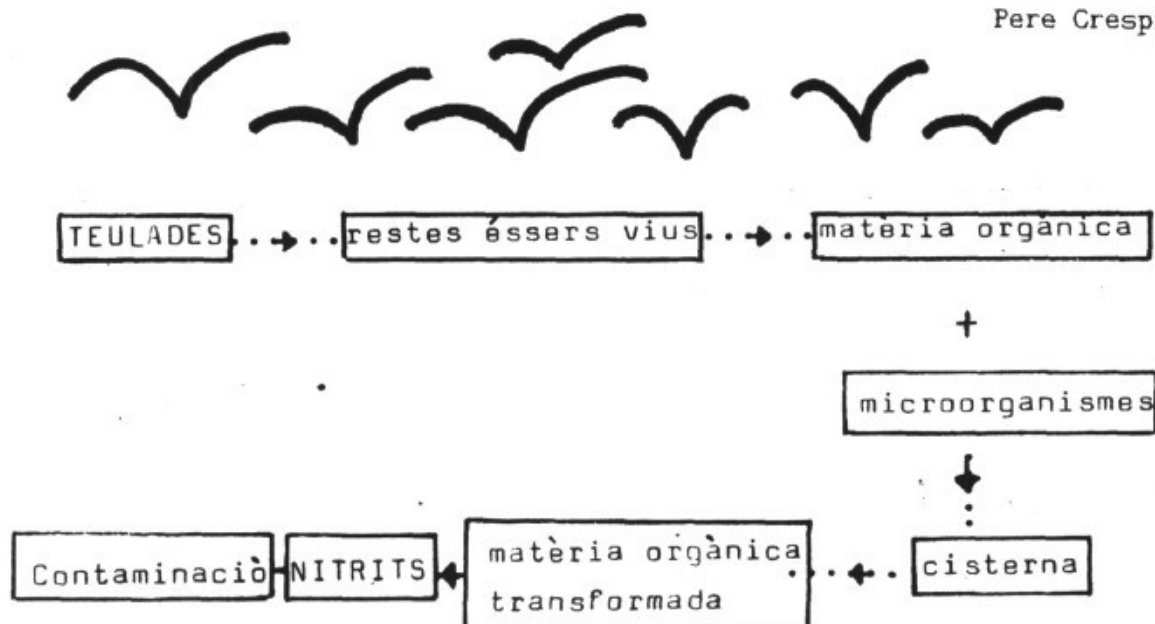 Pere Cresp
TEULADES restes éssers vius matèria orgànica
+
microorganismes
cisterna
matèria orgànica
transformada
NITRITS
Contaminaciò